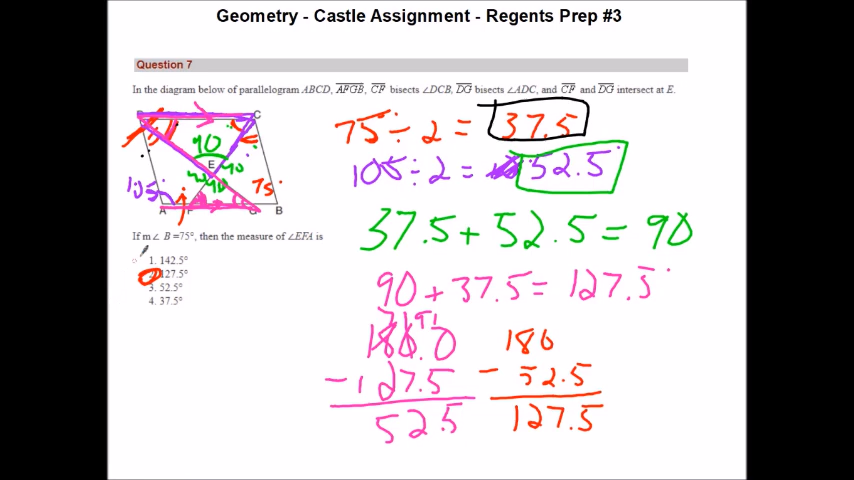 Geometry - Castle Assignment - Regents Prep #3
Question 7
In the diagram below of parallelogram ABCD, AFGB, CF bisects ∠DCB, DG bisects ∠ADC, and CF and DG intersect at E.
C
90
E
90
90
105
75
A
G B
If m∠ B =75°, then the measure of ∠EFA is
1. 142.5°
2. 127.5°
3. 52.5°
4. 37.5°
75 ÷ 2 = 37.5
105 ÷ 2 = 52.5
37.5 + 52.5 = 90
90 + 37.5 = 127.5
180.0
- 127.5
52.5
180
- 52.5
127.5